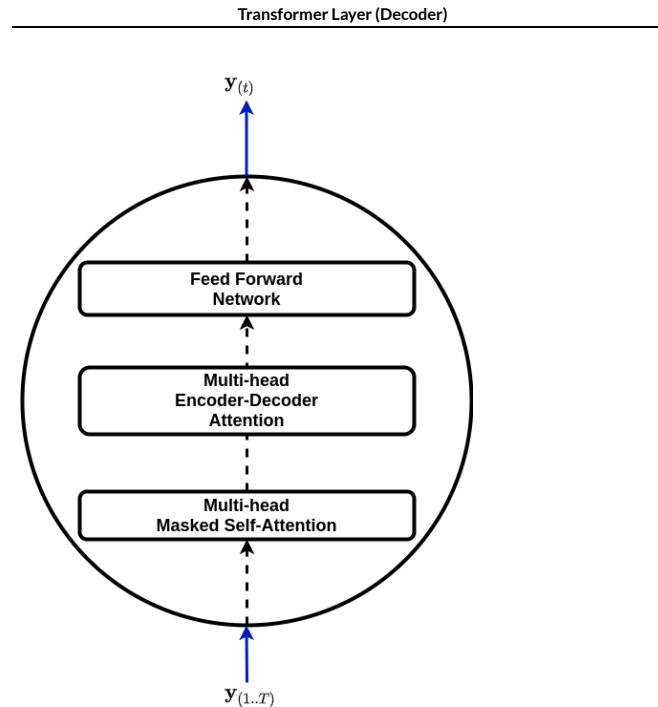 Transformer Layer (Decoder)
y(t)
Feed Forward
Network
Multi-head
Encoder-Decoder
Attention
Multi-head
Masked Self-Attention
y(1..T)